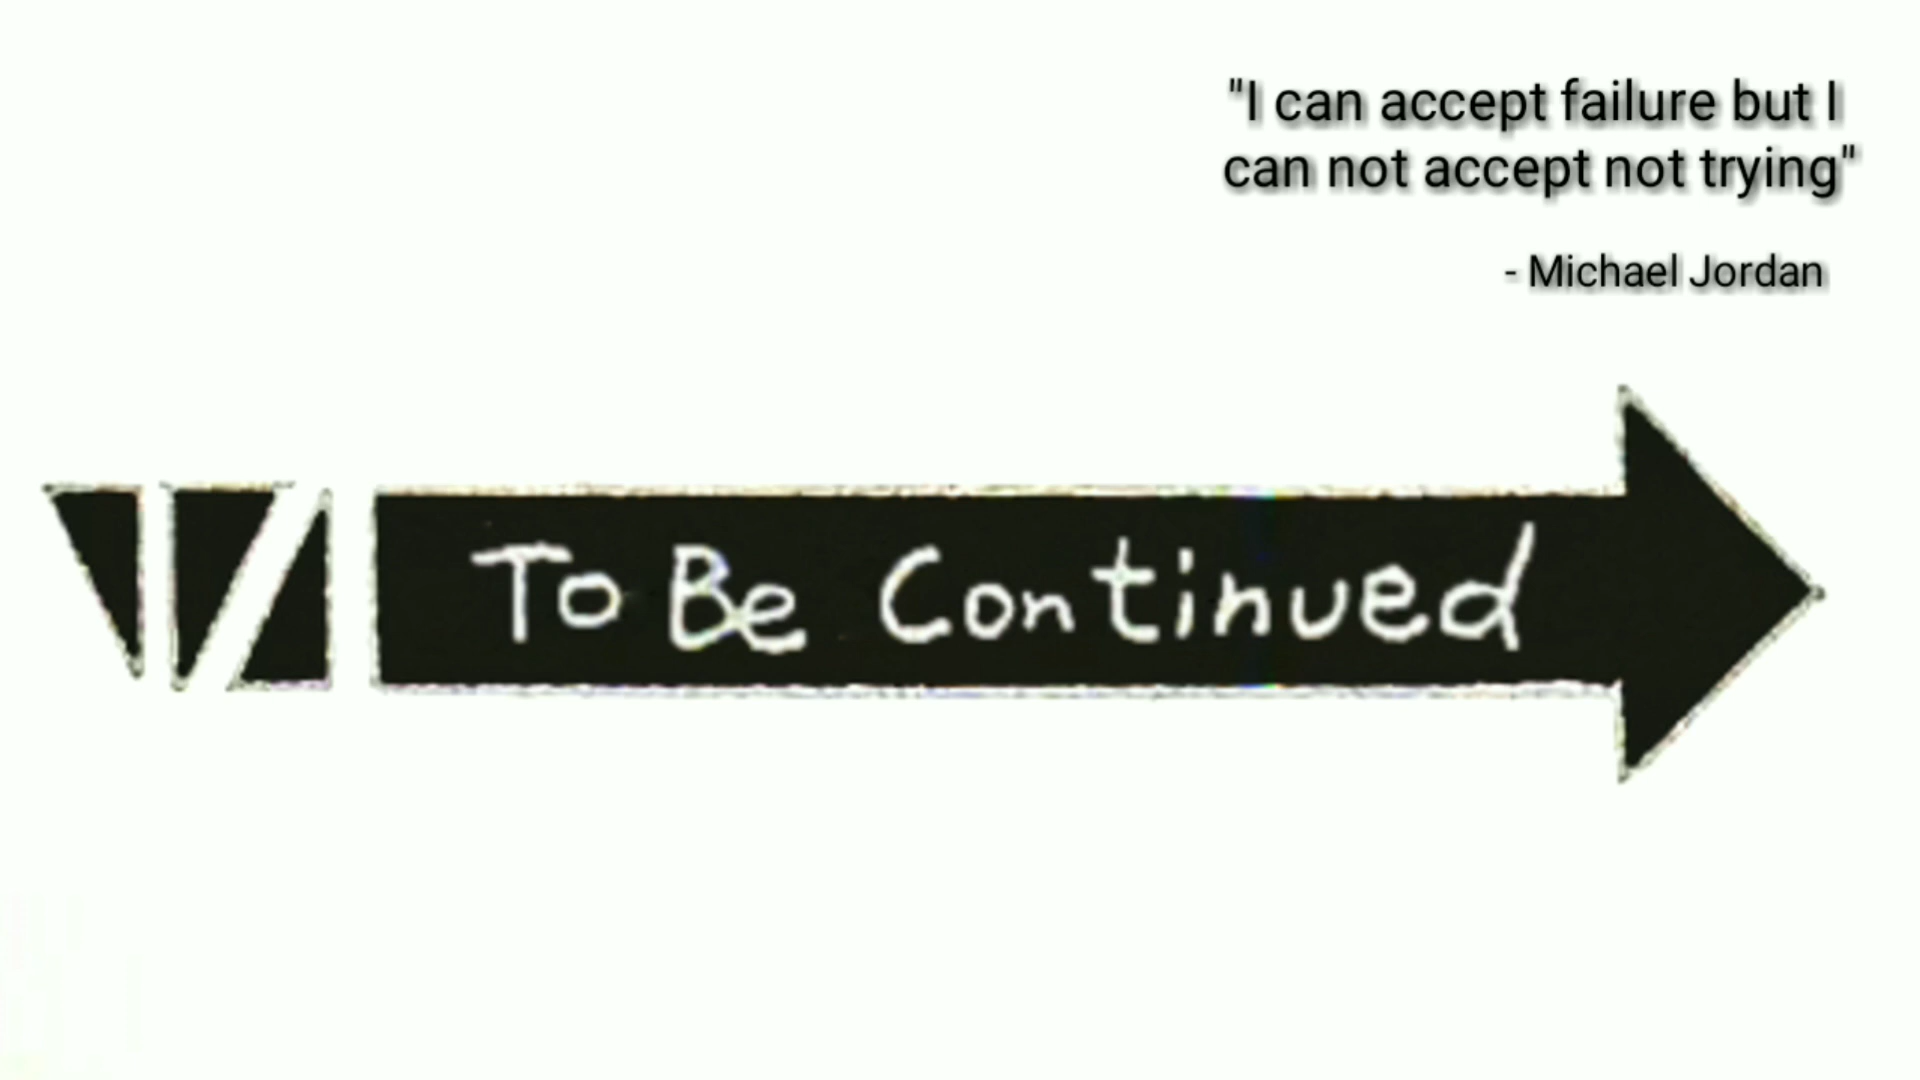 "I can accept failure but I
can not accept not trying"
- Michael Jordan
To Be Continued